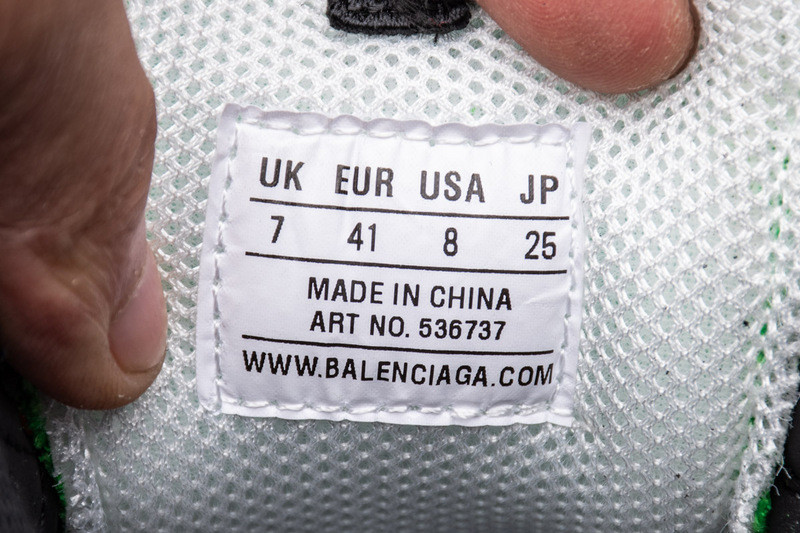 UK EUR USA JP
7 41 8 25
MADE IN CHINA
ART NO. 536737
WWW.BALENCIAGA.COM